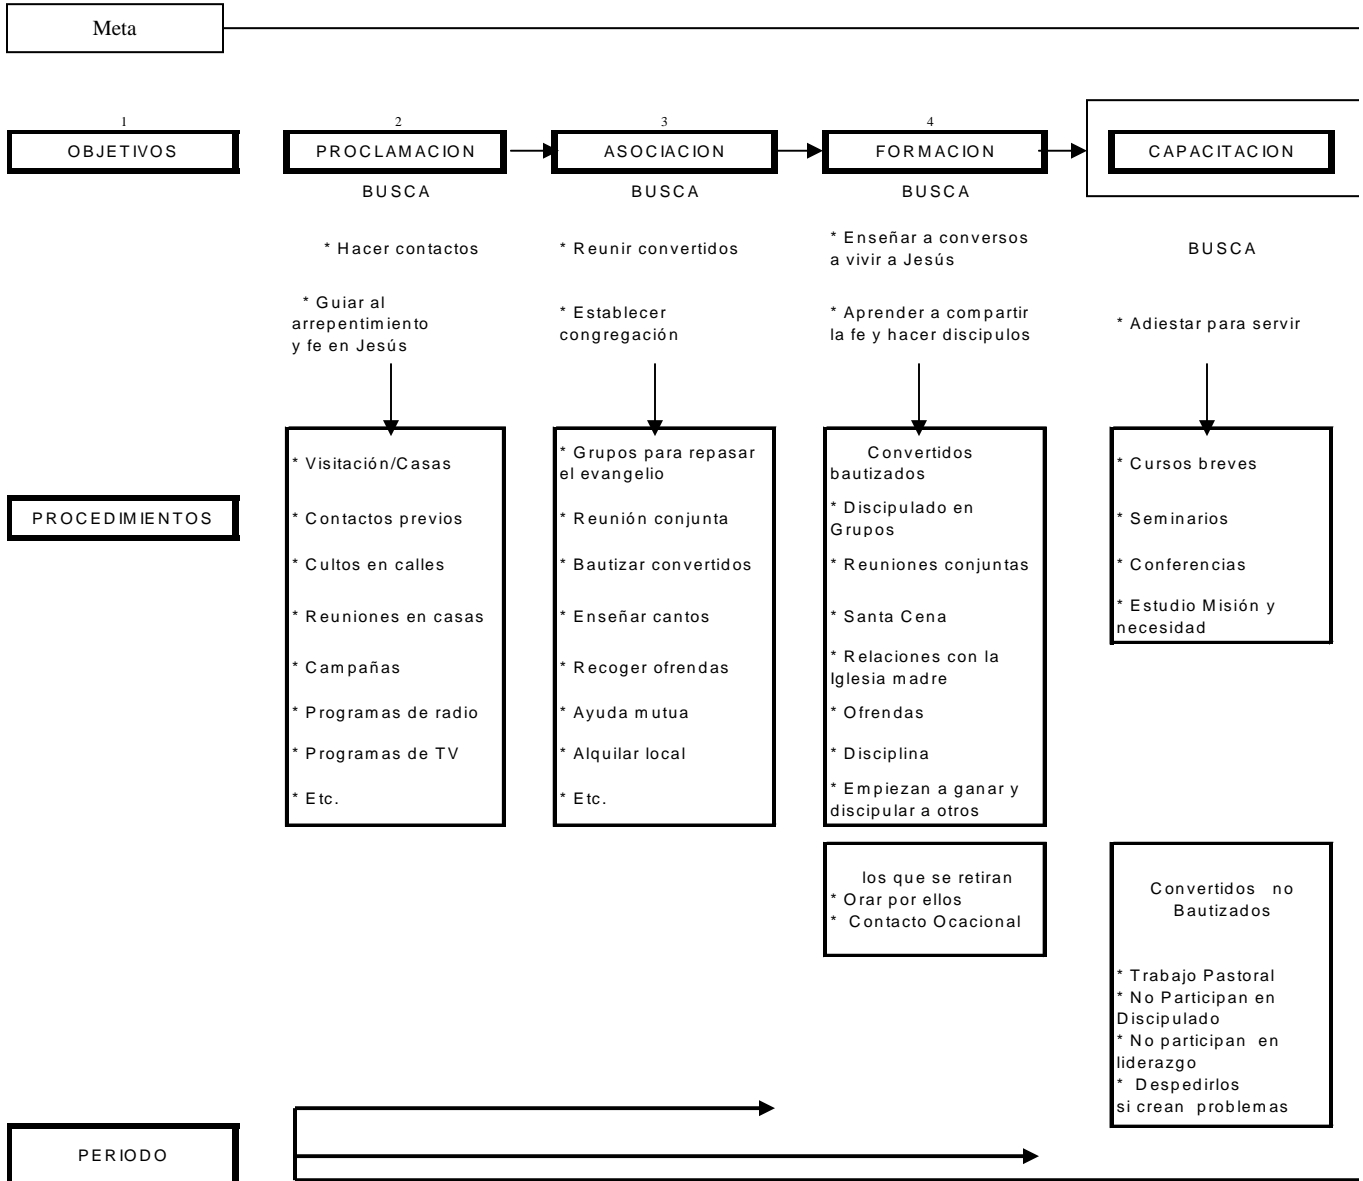 Meta
1
OBJETIVOS
2
PROCLAMACION
BUSCA
* Hacer contactos
* Guiar al
arrepentimiento
y fe en Jesús
3
ASOCIACION
BUSCA
* Reunir convertidos
* Establecer
congregación
4
FORMACION
BUSCA
* Enseñar a conversos
a vivir a Jesús
* Aprender a compartir
la fe y hacer discipulos
CAPACITACION
BUSCA
* Adiestar para servir
PROCEDIMIENTOS
* Visitación/Casas
* Contactos previos
* Cultos en calles
* Reuniones en casas
* Campañas
* Programas de radio
* Programas de TV
* Etc.
* Grupos para repasar
el evangelio
* Reunión conjunta
* Bautizar convertidos
* Enseñar cantos
* Recoger ofrendas
* Ayuda mutua
* Alquilar local
* Etc.
Convertidos
bautizados
* Discipulado en
Grupos
* Reuniones conjuntas
* Santa Cena
* Relaciones con la
Iglesia madre
* Ofrendas
* Disciplina
* Empiezan a ganar y
discipular a otros
* Cursos breves
* Seminarios
* Conferencias
* Estudio Misión y
necesidad
los que se retiran
* Orar por ellos
* Contacto Ocacional
Convertidos no
Bautizados
* Trabajo Pastoral
* No Participan en
Discipulado
* No participan en
liderazgo
* Despedirlos
si crean problemas
PERIODO